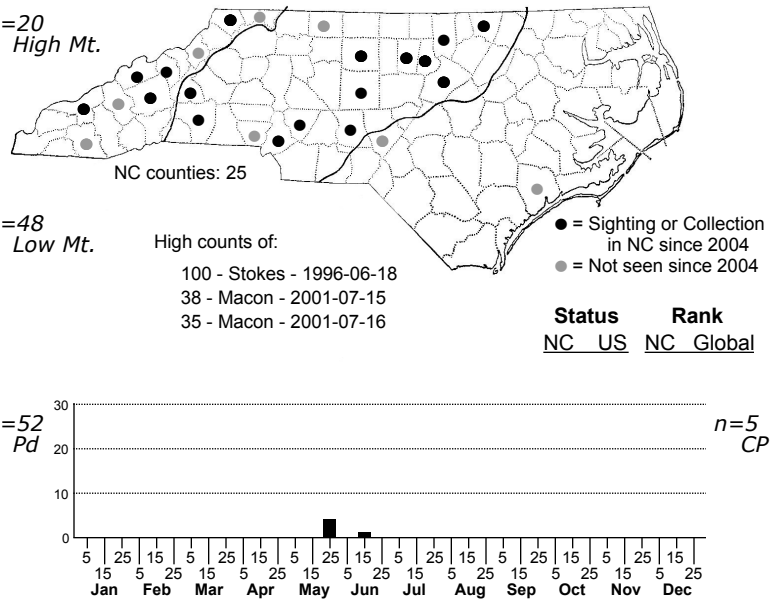 =20
High Mt.
NC counties: 25
=48
Low Mt.
High counts of:
100 - Stokes - 1996-06-18
38 - Macon - 2001-07-15
35 - Macon - 2001-07-16
= Sighting or Collection
in NC since 2004
= Not seen since 2004
Status Rank
NC US NC Global
=52
Pd
n=5
CP
30
20
10
0
5 25 15 5 25 15 5 25 15 5 25 15 5 25 15 5 25 15
15 5 25 15 5 25 15 5 25 15 5 25 15 5 25 15 5 25
Jan Feb Mar Apr May Jun Jul Aug Sep Oct Nov Dec